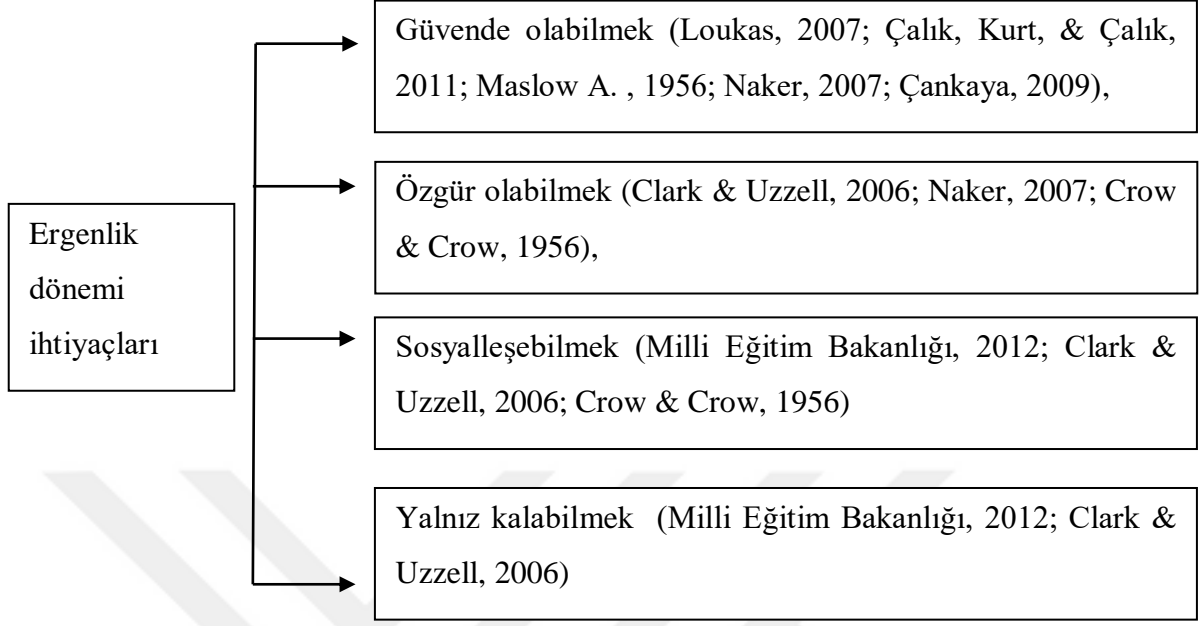 Ergenlik
dönemi
ihtiyaçları
Güvende olabilmek (Loukas, 2007; Çalık, Kurt, & Çalık,
2011; Maslow A. , 1956; Naker, 2007; Çankaya, 2009),
Özgür olabilmek (Clark & Uzzell, 2006; Naker, 2007; Crow
& Crow, 1956),
Sosyalleşebilmek (Milli Eğitim Bakanlığı, 2012; Clark &
Uzzell, 2006; Crow & Crow, 1956)
Yalnız kalabilmek  (Milli Eğitim Bakanlığı, 2012; Clark &
Uzzell, 2006)